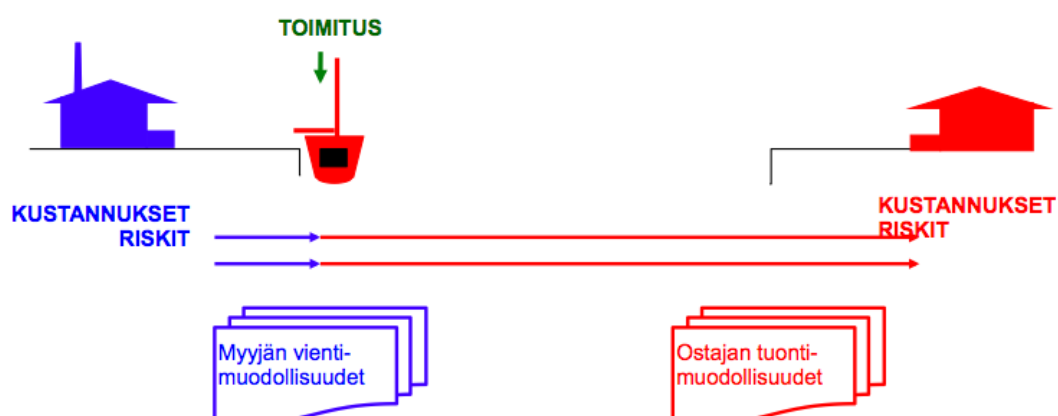 TOIMITUS
KUSTANNUKSET
RISKIT
KUSTANNUKSET
RISKIT
Myyjän vienti-
muodollisuudet
Ostajan tuonti-
muodollisuudet